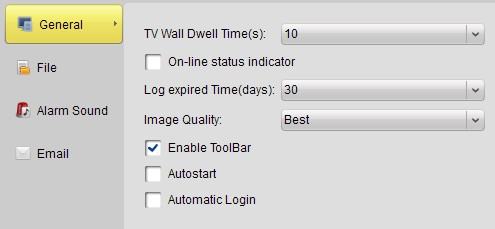 General
File
Alarm Sound
Email
TV Wall Dwell Time(s): 10
On-line status indicator
Log expired Time(days): 30
Image Quality: Best
Enable ToolBar
Autostart
Automatic Login